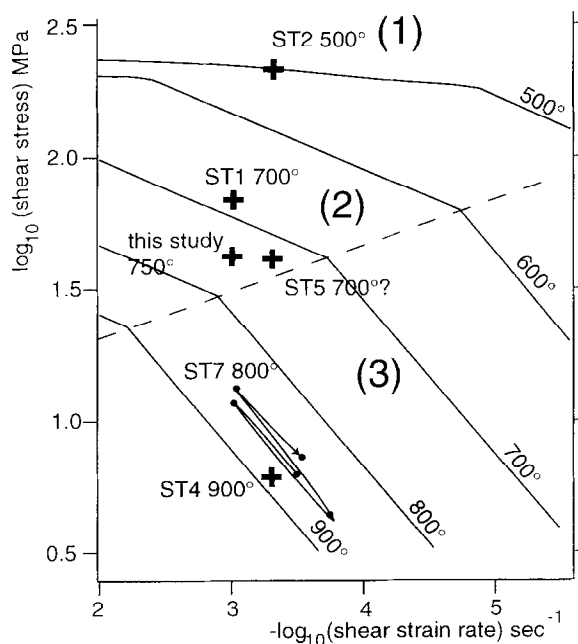 log10 (shear stress) MPa
2.5
2.0
1.5
1.0
0.5
ST2 500° (1)
500°
ST1 700°
(2)
this study
750°
ST5 700°?
600°
ST7 800°
(3)
ST4 900°
700°
800°
900°
2 3 4 5
-log10(shear strain rate) sec-1